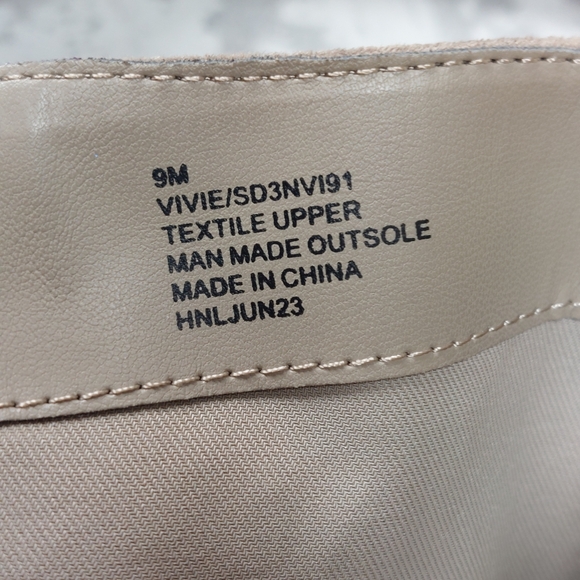 9M
VIVIE/SD3NVI91
TEXTILE UPPER
MAN MADE OUTSOLE
MADE IN CHINA
HNLJUN23